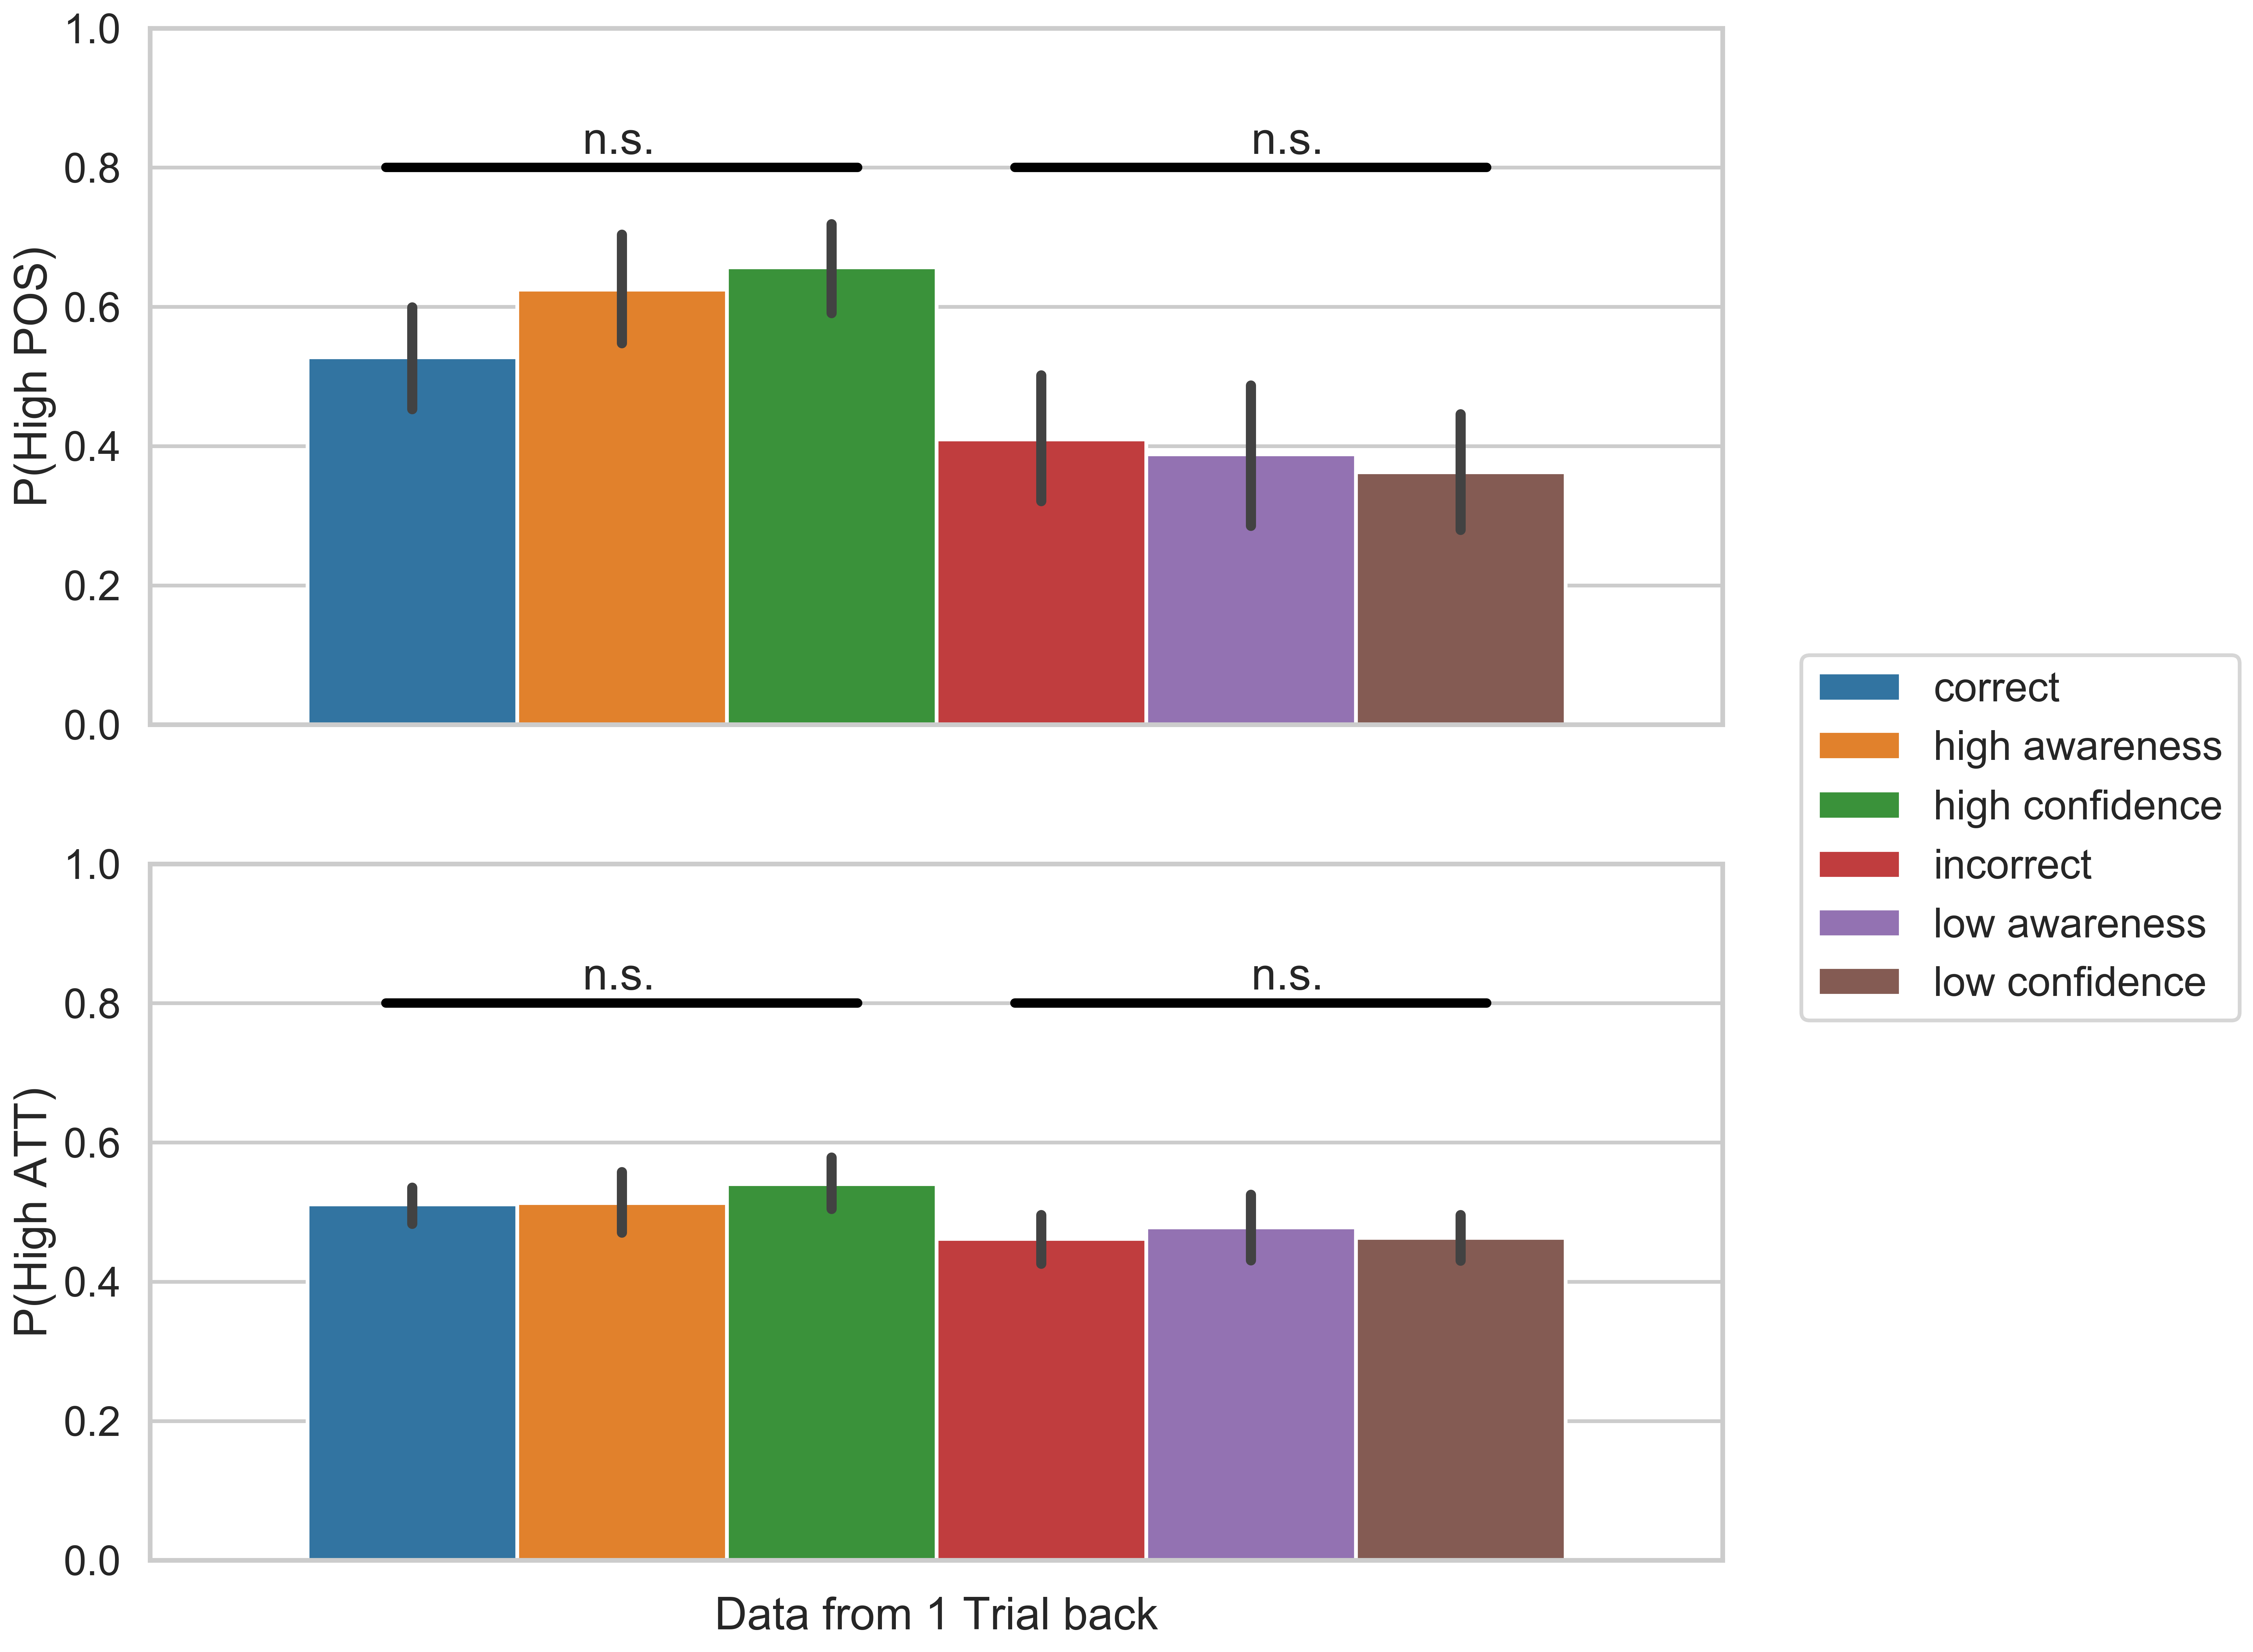 1.0
0.8
0.6
0.4
0.2
0.0
P(High POS)
n.s.
n.s.
1.0
0.8
0.6
0.4
0.2
0.0
P(High ATT)
n.s.
n.s.
Data from 1 Trial back
correct
high awareness
high confidence
incorrect
low awareness
low confidence